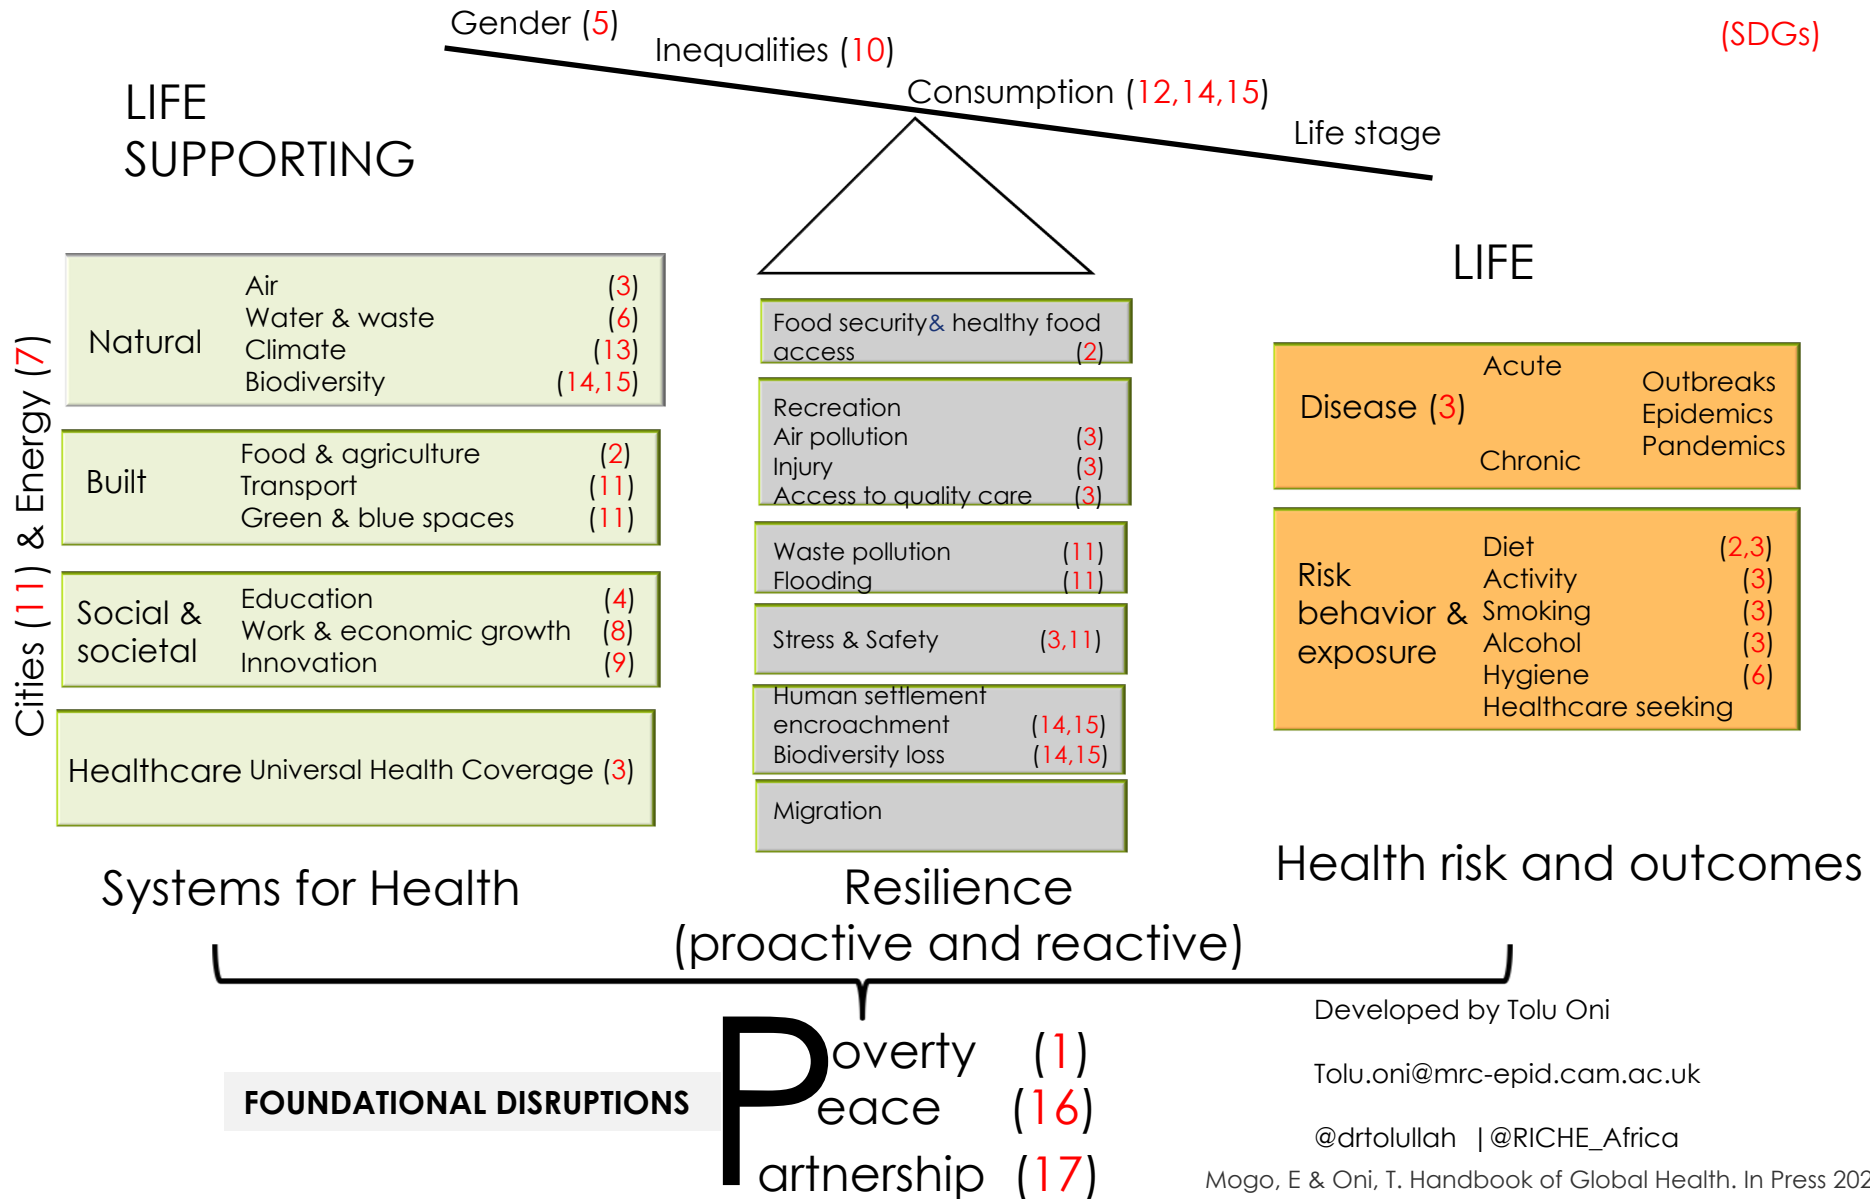 Gender (5)
Inequalities (10)
Consumption (12,14,15)
Life stage
(SDGs)
LIFE
SUPPORTING
Cities (11) & Energy (7)
Natural
Air (3)
Water & waste (6)
Climate (13)
Biodiversity (14,15)
Built
Food & agriculture (2)
Transport (11)
Green & blue spaces (11)
Social &
societal
Education (4)
Work & economic growth (8)
Innovation (9)
Healthcare Universal Health Coverage (3)
Systems for Health
Food security& healthy food
access (2)
Recreation
Air pollution (3)
Injury (3)
Access to quality care (3)
Waste pollution (11)
Flooding (11)
Stress & Safety (3,11)
Human settlement
encroachment (14,15)
Biodiversity loss (14,15)
Migration
Resilience
(proactive and reactive)
LIFE
Disease (3)
Acute
Chronic
Outbreaks
Epidemics
Pandemics
Risk
behavior &
exposure
Diet (2,3)
Activity (3)
Smoking (3)
Alcohol (3)
Hygiene (6)
Healthcare seeking
Health risk and outcomes
FOUNDATIONAL DISRUPTIONS
Poverty (1)
eace (16)
artnership (17)
Developed by Tolu Oni
Tolu.oni@mrc-epid.cam.ac.uk
@drtolullah |@RICHE_Africa
Mogo, E & Oni, T. Handbook of Global Health. In Press 202